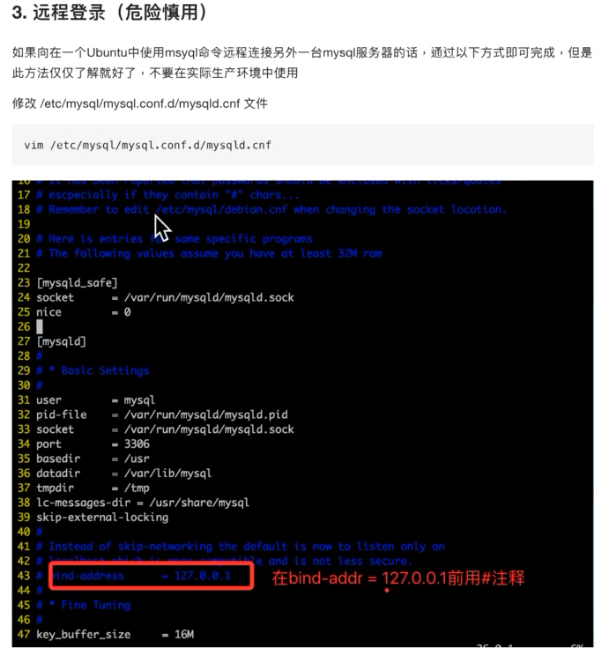 3. 远程登录（危险慎用）
如果向在一个Ubuntu中使用msyql命令远程连接另外一台mysql服务器的话，通过以下方式即可完成，但是
此方法仅仅了解就好了，不要在实际生产环境中使用
修改 /etc/mysql/mysql.conf.d/mysqld.cnf 文件
vim /etc/mysql/mysql.conf.d/mysqld.cnf
16 # It has been reported that passwords should be enclosed with ticks/quotes
17 # escpecially if they contain "#" chars...
18 # Remember to edit /etc/mysql/debian.cnf when changing the socket location.
19
20 # Here is entries for some specific programs
21 # The following values assume you have at least 32M ram
22
23 [mysqld_safe]
24 socket = /var/run/mysqld/mysqld.sock
25 nice = 0
26
27 [mysqld]
28 #
29 # * Basic Settings
30 #
31 user = mysql
32 pid-file = /var/run/mysqld/mysqld.pid
33 socket = /var/run/mysqld/mysqld.sock
34 port = 3306
35 basedir = /usr
36 datadir = /var/lib/mysql
37 tmpdir = /tmp
38 lc-messages-dir = /usr/share/mysql
39 skip-external-locking
40 #
41 # Instead of skip-networking the default is now to listen only on
42 # localhost which is more compatible and is not less secure.
43 # bind-address = 127.0.0.1 在bind-addr = 127.0.0.1前用#注释
44 #
45 # * Fine Tuning
46 #
47 key_buffer_size = 16M